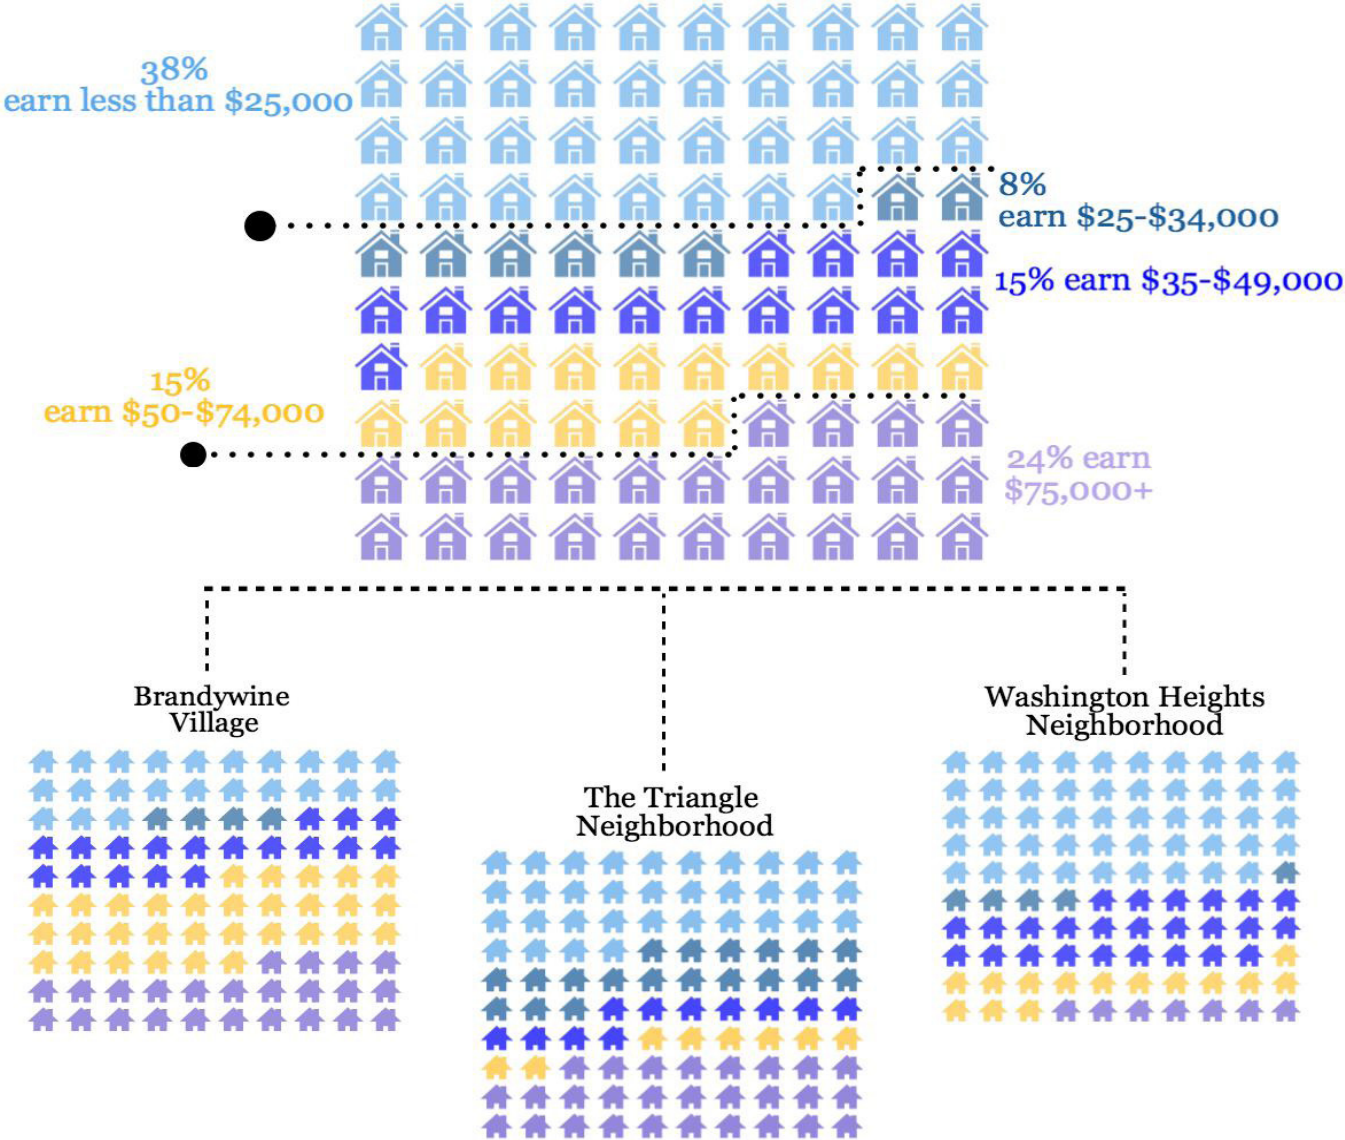 38%
earn less than $25,000
8%
earn $25-$34,000
15% earn $35-$49,000
15%
earn $50-$74,000
24% earn
$75,000+
Brandywine
Village
The Triangle
Neighborhood
Washington Heights
Neighborhood